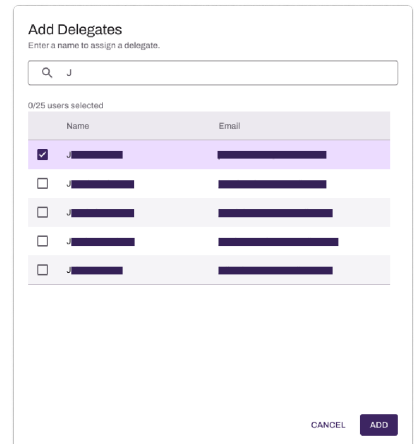 Add Delegates
Enter a name to assign a delegate.
J
0/25 users selected
Name Email
J
J
J
J
J
CANCEL ADD